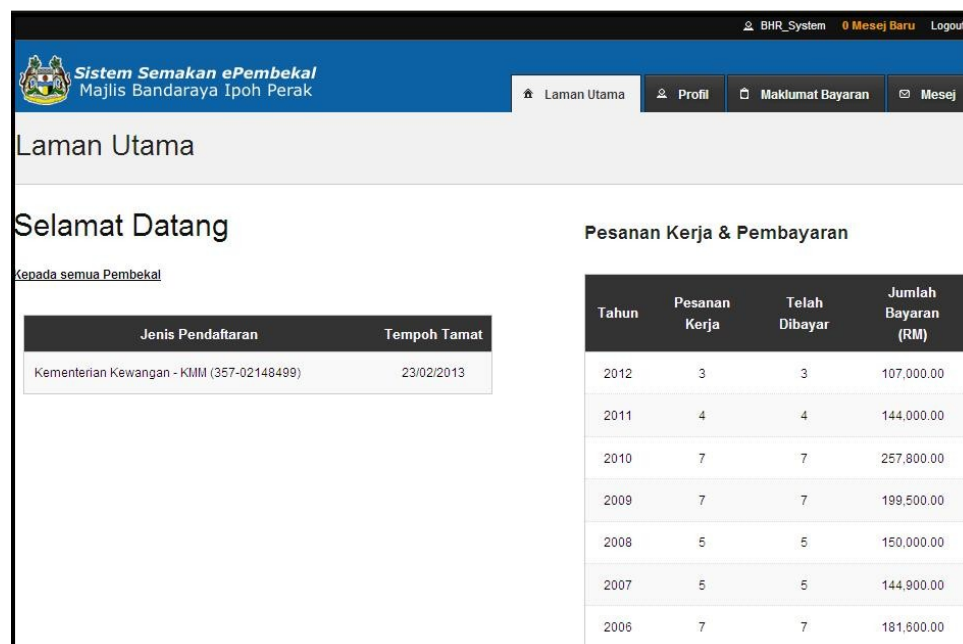 BHR_System 0 Mesej Baru Logout
Sistem Semakan ePembekal
Majlis Bandaraya Ipoh Perak
Laman Utama Profil Maklumat Bayaran Mesej
Laman Utama
Selamat Datang
Kepada semua Pembekal
Jenis Pendaftaran Tempoh Tamat
Kementerian Kewangan - KMM (357-02148499) 23/02/2013
Pesanan Kerja & Pembayaran
Tahun Pesanan Kerja Telah Dibayar Jumlah Bayaran (RM)
2012 3 3 107,000.00
2011 4 4 144,000.00
2010 7 7 257,800.00
2009 7 7 199,500.00
2008 5 5 150,000.00
2007 5 5 144,900.00
2006 7 7 181,600.00